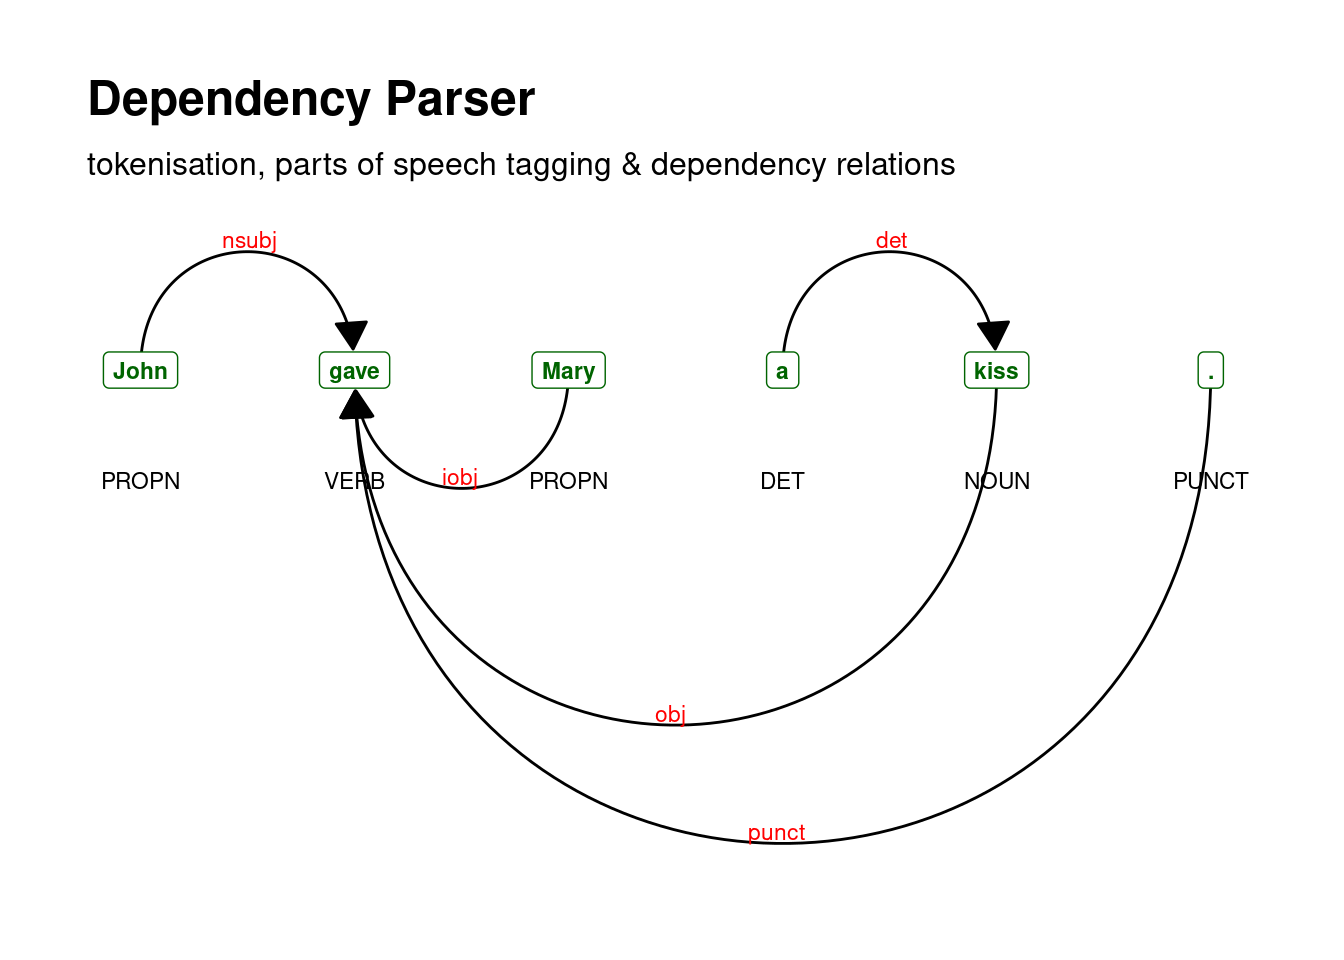 Dependency Parser
tokenisation, parts of speech tagging & dependency relations
nsubj det
John gave Mary a kiss .
PROPN VERB iobj PROPN DET NOUN PUNCT
obj
punct